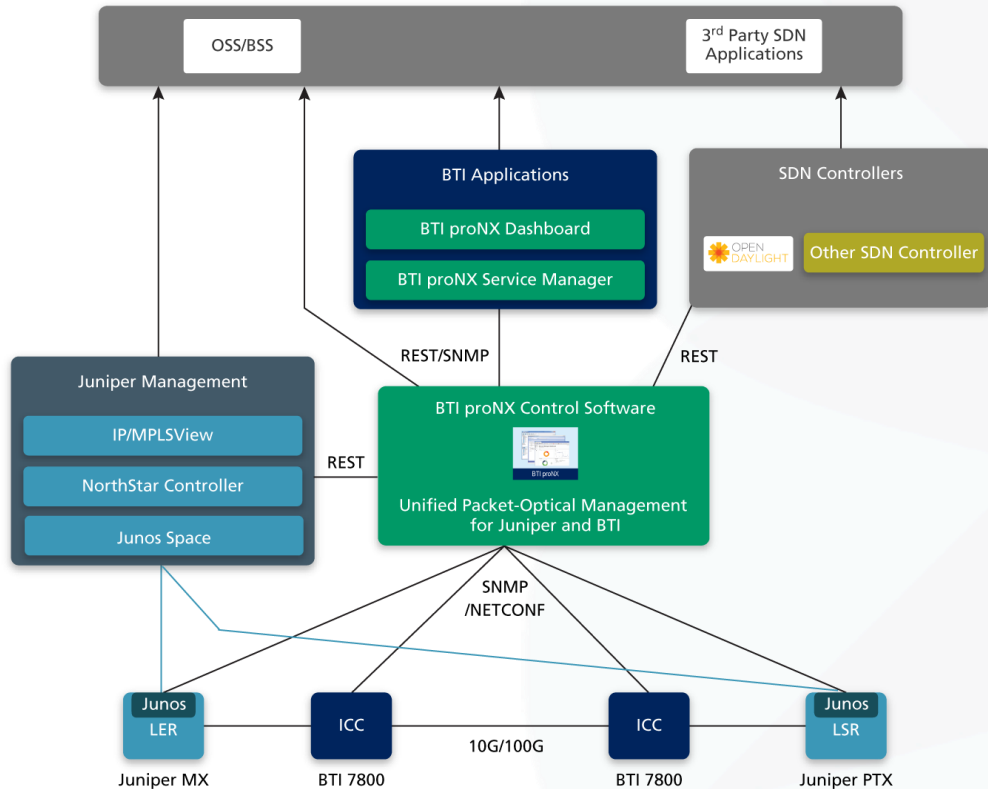 OSS/BSS
3rd Party SDN
Applications
BTI Applications
BTI proNX Dashboard
BTI proNX Service Manager
SDN Controllers
OPEN
DAYLIGHT
Other SDN Controller
REST/SNMP
REST
Juniper Management
IP/MPLSView
NorthStar Controller
Junos Space
REST
BTI proNX Control Software
BTI proNX
Unified Packet-Optical Management
for Juniper and BTI
SNMP
/NETCONF
Junos
LER
ICC
10G/100G
ICC
Junos
LSR
Juniper MX
BTI 7800
BTI 7800
Juniper PTX